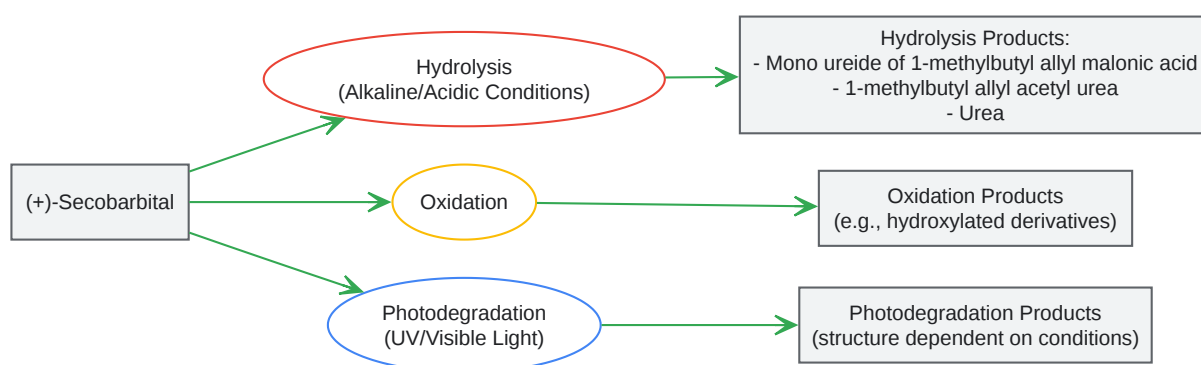 Hydrolysis
(Alkaline/Acidic Conditions)
Hydrolysis Products:
- Mono ureide of 1-methylbutyl allyl malonic acid
- 1-methylbutyl allyl acetyl urea
- Urea
(+)-Secobarbital
Oxidation
Oxidation Products
(e.g., hydroxylated derivatives)
Photodegradation
(UV/Visible Light)
Photodegradation Products
(structure dependent on conditions)